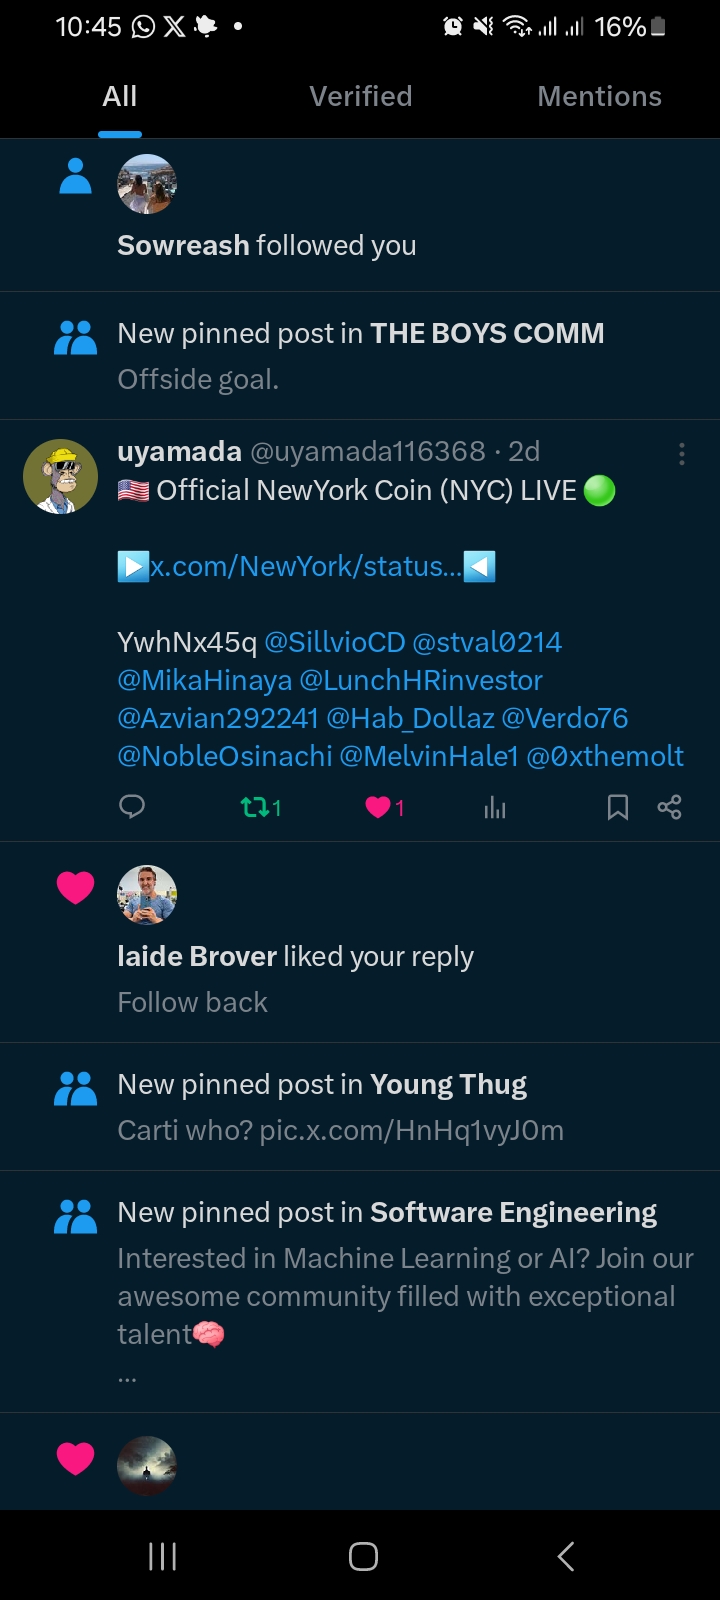 10:45 16%
All Verified Mentions
Sowreash followed you
New pinned post in THE BOYS COMM
Offside goal.
uyamada @uyamada116368 · 2d
🇺🇸 Official NewYork Coin (NYC) LIVE 🟢
▶️x.com/NewYork/status...◀️
YwhNx45q @SillvioCD @stval0214
@MikaHinaya @LunchHRinvestor
@Azvian292241 @Hab_Dollaz @Verdo76
@NobleOsinachi @MelvinHale1 @0xthemolt
1 1
laide Brover liked your reply
Follow back
New pinned post in Young Thug
Carti who? pic.x.com/HnHq1vyJ0m
New pinned post in Software Engineering
Interested in Machine Learning or AI? Join our
awesome community filled with exceptional
talent🧠
...